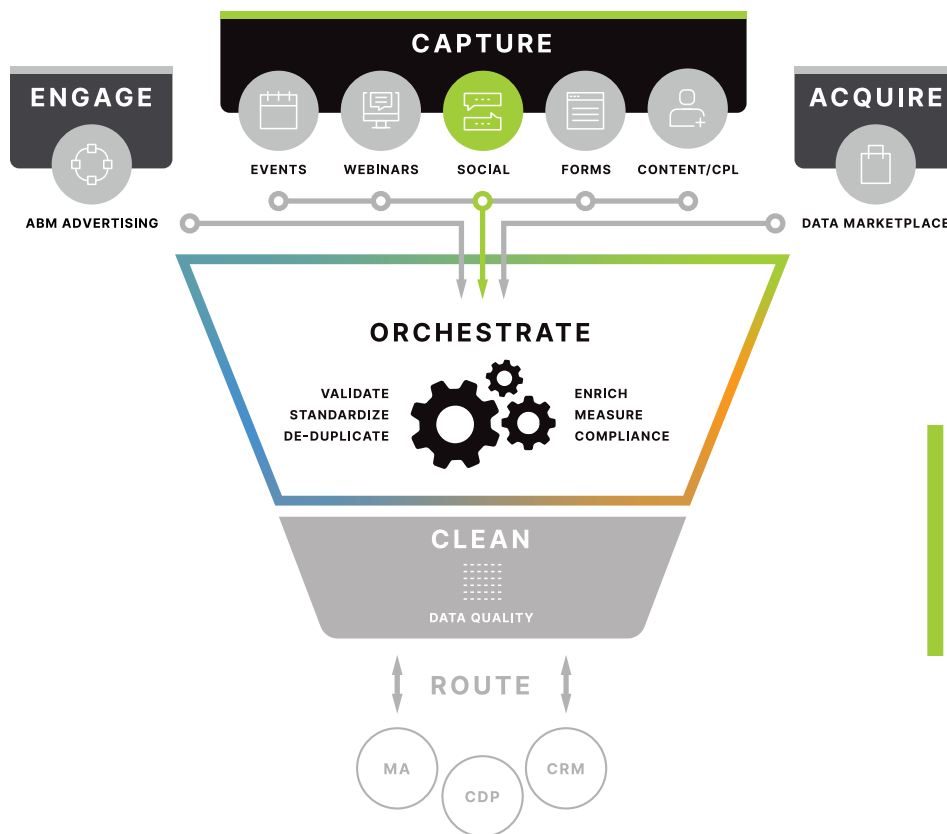 CAPTURE
ENGAGE
ACQUIRE
EVENTS
WEBINARS
SOCIAL
FORMS
CONTENT/CPL
ABM ADVERTISING
DATA MARKETPLACE
ORCHESTRATE
VALIDATE
STANDARDIZE
DE-DUPLICATE
ENRICH
MEASURE
COMPLIANCE
CLEAN
DATA QUALITY
ROUTE
MA
CDP
CRM